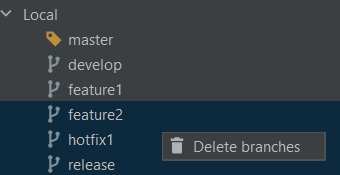 Local
master
develop
feature1
feature2
hotfix1
Delete branches
release